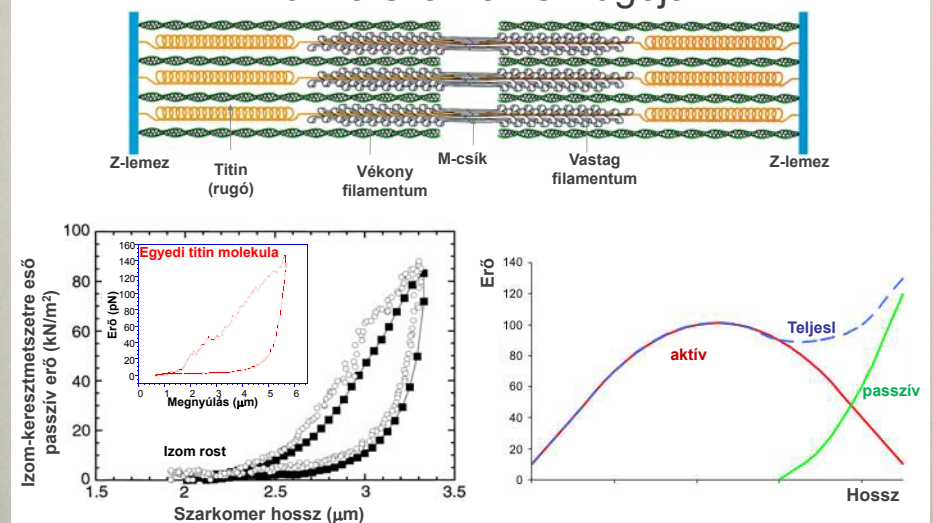 Z-lemez
Titin
(rugó)
Vékony
filamentum
M-csík
Vastag
filamentum
Z-lemez
Izom-keresztmetszetre eső
passzív erő (kN/m²)
100
80
60
40
20
0
1.5
2
2.5
3
3.5
Szarkomer hossz (μm)
Izom rost
Egyedi titin molekula
Erő (pN)
160
140
120
100
80
60
40
20
0
0
1
2
3
4
5
6
Megnyúlás (μm)
Erő
140
120
100
80
60
40
20
0
aktív
Teljesl
passzív
Hossz